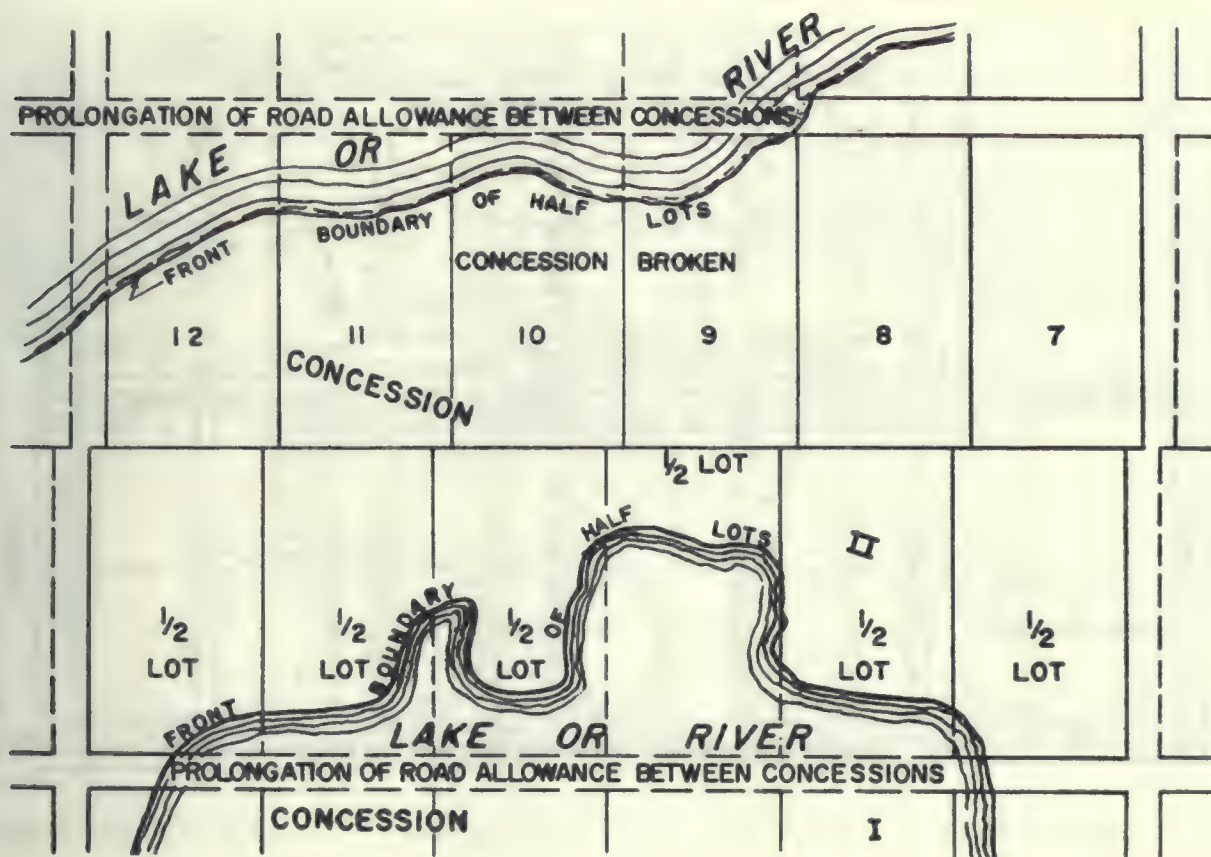 RIVER
PROLONGATION OF ROAD ALLOWANCE BETWEEN CONCESSIONS
LAKE OR
FRONT BOUNDARY OF HALF LOTS
CONCESSION BROKEN
12 11 10 9 8 7
CONCESSION
1/2 LOT
HALF LOTS
II
1/2 LOT
1/2 LOT
1/2 LOT
1/2 LOT
1/2 LOT
FRONT BOUNDARY OF
LAKE OR RIVER
PROLONGATION OF ROAD ALLOWANCE BETWEEN CONCESSIONS
CONCESSION I